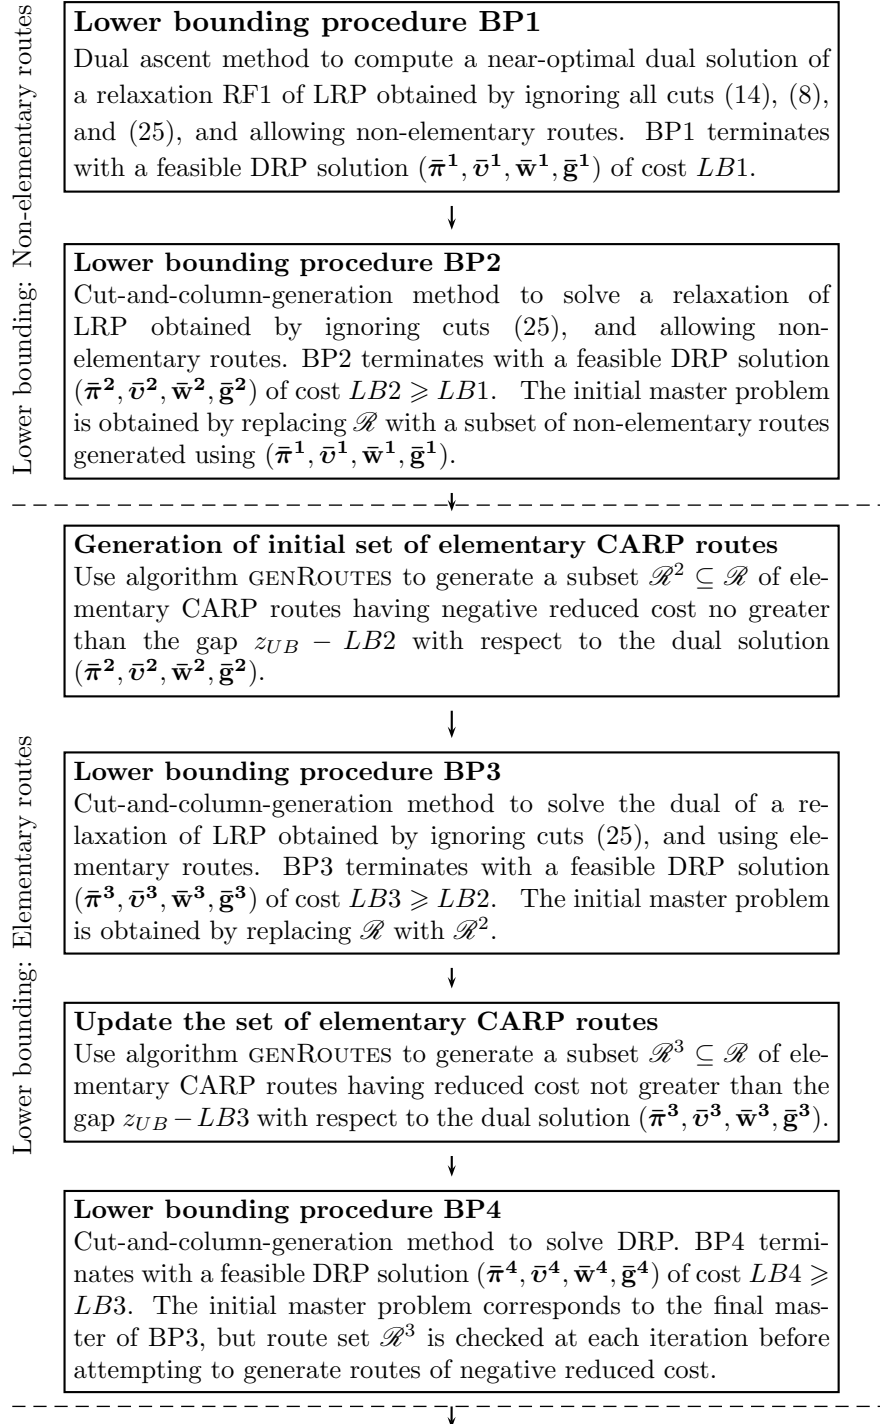 Lower bounding: Non-elementary routes
Lower bounding procedure BP1
Dual ascent method to compute a near-optimal dual solution of
a relaxation RF1 of LRP obtained by ignoring all cuts (14), (8),
and (25), and allowing non-elementary routes. BP1 terminates
with a feasible DRP solution (π̄¹, ῡ¹, w̄¹, ḡ¹) of cost LB1.
Lower bounding procedure BP2
Cut-and-column-generation method to solve a relaxation of
LRP obtained by ignoring cuts (25), and allowing non-
elementary routes. BP2 terminates with a feasible DRP solution
(π̄², ῡ², w̄², ḡ²) of cost LB2 ⩾ LB1. The initial master problem
is obtained by replacing ℛ with a subset of non-elementary routes
generated using (π̄¹, ῡ¹, w̄¹, ḡ¹).
Lower bounding: Elementary routes
Generation of initial set of elementary CARP routes
Use algorithm GENROUTES to generate a subset ℛ² ⊆ ℛ of ele-
mentary CARP routes having negative reduced cost no greater
than the gap z_UB − LB2 with respect to the dual solution
(π̄², ῡ², w̄², ḡ²).
Lower bounding procedure BP3
Cut-and-column-generation method to solve the dual of a re-
laxation of LRP obtained by ignoring cuts (25), and using ele-
mentary routes. BP3 terminates with a feasible DRP solution
(π̄³, ῡ³, w̄³, ḡ³) of cost LB3 ⩾ LB2. The initial master problem
is obtained by replacing ℛ with ℛ².
Update the set of elementary CARP routes
Use algorithm GENROUTES to generate a subset ℛ³ ⊆ ℛ of ele-
mentary CARP routes having reduced cost not greater than the
gap z_UB − LB3 with respect to the dual solution (π̄³, ῡ³, w̄³, ḡ³).
Lower bounding procedure BP4
Cut-and-column-generation method to solve DRP. BP4 termi-
nates with a feasible DRP solution (π̄⁴, ῡ⁴, w̄⁴, ḡ⁴) of cost LB4 ⩾
LB3. The initial master problem corresponds to the final mas-
ter of BP3, but route set ℛ³ is checked at each iteration before
attempting to generate routes of negative reduced cost.